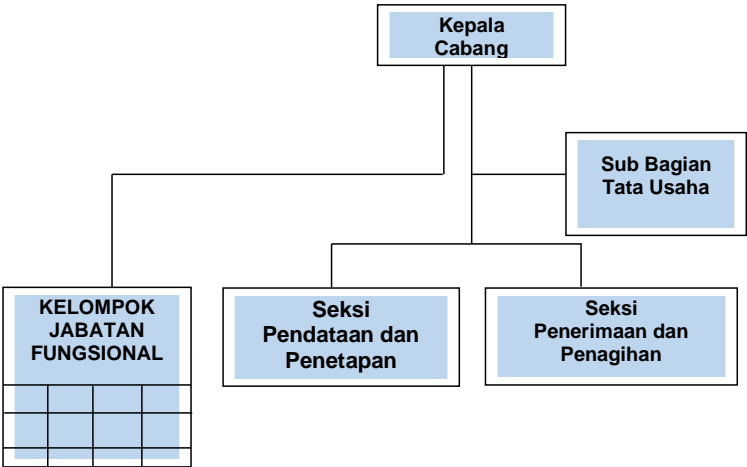 Kepala
Cabang
Sub Bagian
Tata Usaha
KELOMPOK
JABATAN
FUNGSIONAL
Seksi
Pendataan dan
Penetapan
Seksi
Penerimaan dan
Penagihan